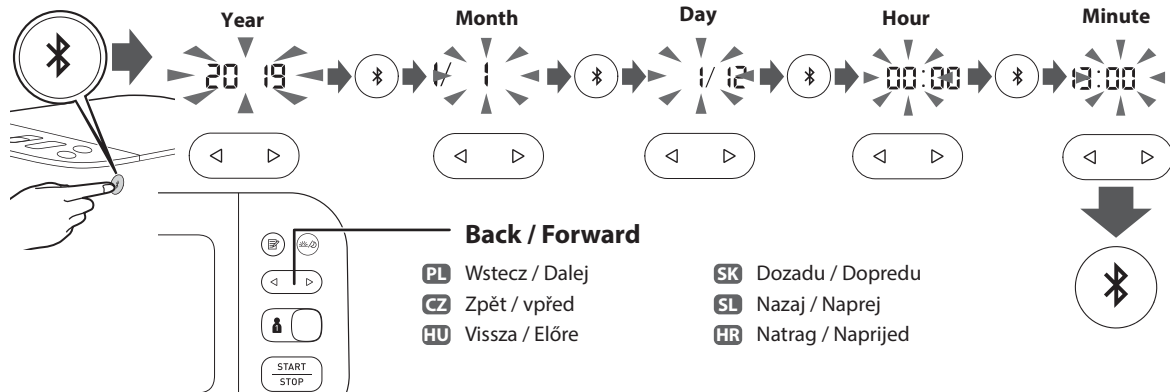 Year Month Day Hour Minute
20 19 1/ 1 1/ 12 00:00 13:00
Back / Forward
PL Wstecz / Dalej SK Dozadu / Dopredu
CZ Zpět / vpřed SL Nazaj / Naprej
HU Vissza / Előre HR Natrag / Naprijed
START
STOP